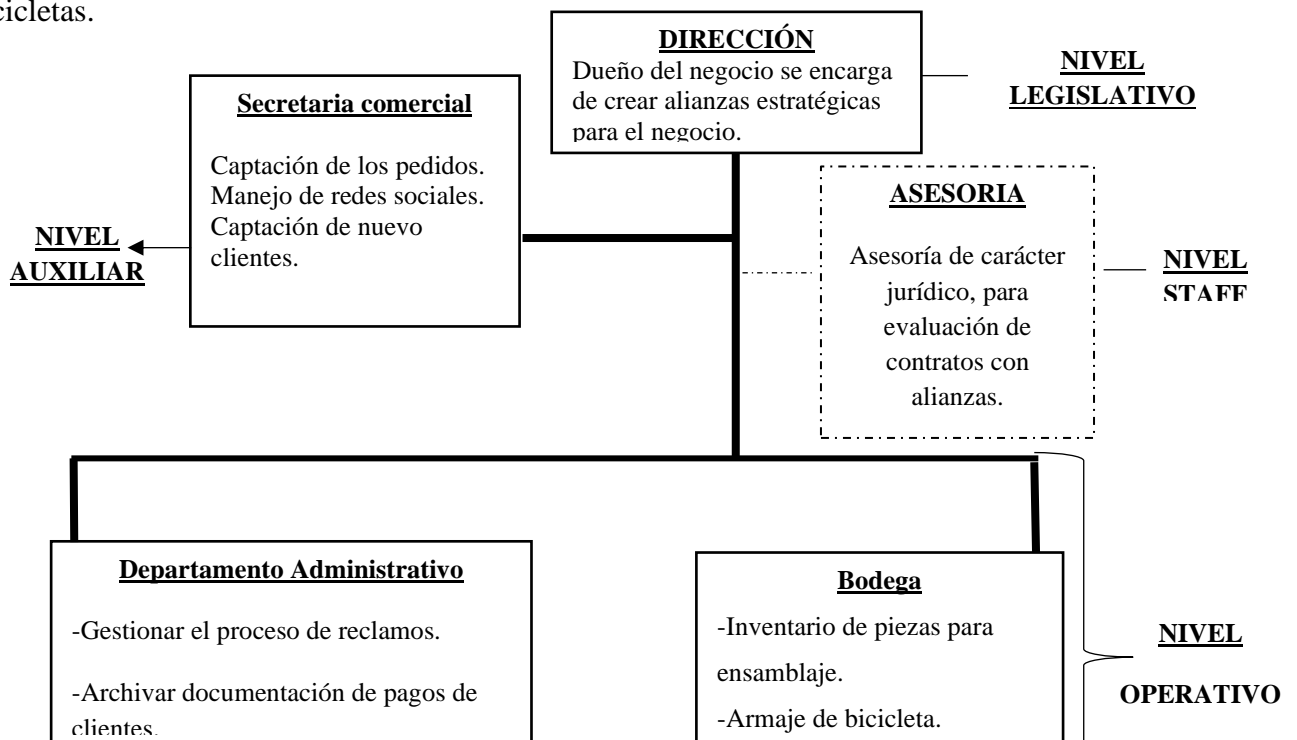 cicletas.
DIRECCIÓN
Dueño del negocio se encarga
de crear alianzas estratégicas
para el negocio.
NIVEL
LEGISLATIVO
Secretaria comercial
Captación de los pedidos.
Manejo de redes sociales.
Captación de nuevo
clientes.
NIVEL
AUXILIAR
ASESORIA
Asesoría de carácter
jurídico, para
evaluación de
contratos con
alianzas.
NIVEL
STAFF
Departamento Administrativo
-Gestionar el proceso de reclamos.
-Archivar documentación de pagos de
clientes.
Bodega
-Inventario de piezas para
ensamblaje.
-Armaje de bicicleta.
NIVEL
OPERATIVO